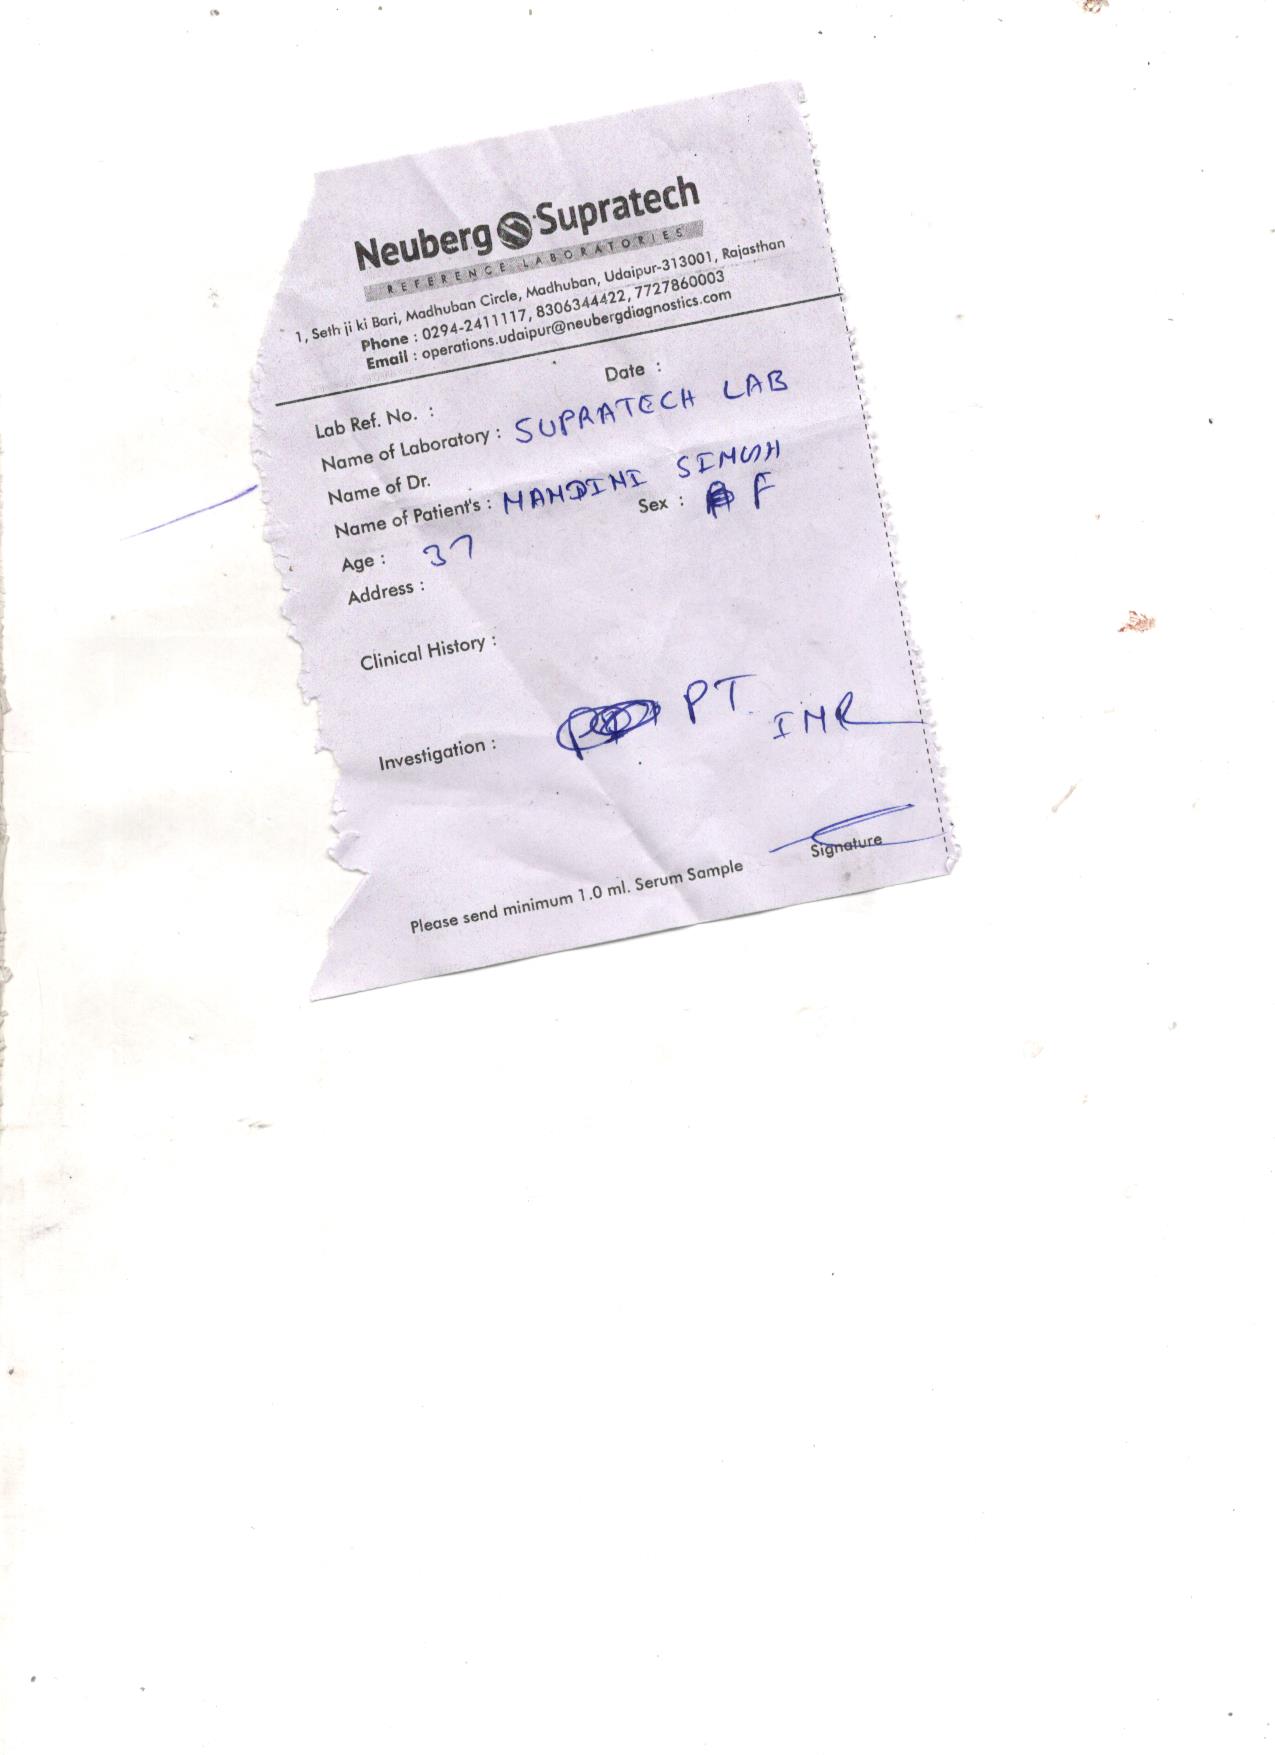 Neuberg Supratech
REFERENCE LABORATORIES
1, Seth ji ki Bari, Madhuban Circle, Madhuban, Udaipur-313001, Rajasthan
Phone : 0294-2411117, 8306344422, 7727860003
Email : operations.udaipur@neubergdiagnostics.com
Lab Ref. No. : Date :
Name of Laboratory : SUPRATECH LAB
Name of Dr.
Name of Patient's : NANDINI SINGH
Age : 37 Sex : F
Address :
Clinical History :
Investigation : PT INR
Signature
Please send minimum 1.0 ml. Serum Sample